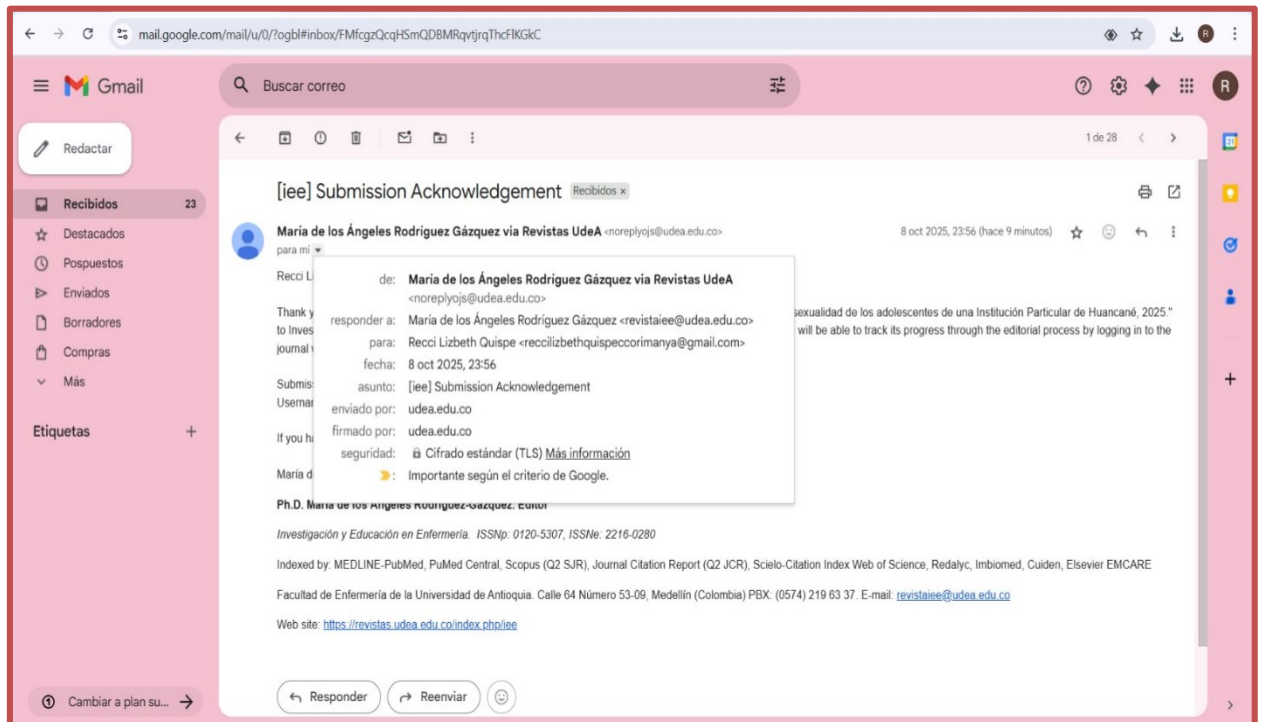 mail.google.com/mail/u/0/?ogbl#inbox/FMfcgzQcqHSmQDBMRqvtjrqThcFlKGkC
R
Gmail
Buscar correo
R
Redactar
1 de 28
31
[iee] Submission Acknowledgement Recibidos x
Recibidos 23
Destacados
Pospuestos
Enviados
Borradores
Compras
Más
Etiquetas
María de los Ángeles Rodríguez Gázquez via Revistas UdeA <noreplyojs@udea.edu.co>
8 oct 2025, 23:56 (hace 9 minutos)
para mí
Recci
de: María de los Ángeles Rodríguez Gázquez via Revistas UdeA
<noreplyojs@udea.edu.co>
responder a: María de los Ángeles Rodríguez Gázquez <revistaiee@udea.edu.co>
para: Recci Lizbeth Quispe <reccilizbethquispeccorimanya@gmail.com>
fecha: 8 oct 2025, 23:56
asunto: [iee] Submission Acknowledgement
enviado por: udea.edu.co
firmado por: udea.edu.co
seguridad: Cifrado estándar (TLS) Más información
: Importante según el criterio de Google.
Thank sexualidad de los adolescentes de una Institución Particular de Huancané, 2025."
to will be able to track its progress through the editorial process by logging in to the
journal
If you
María
Ph.D. María de los Angeles Rodríguez-Gázquez. Editor
Investigación y Educación en Enfermería. ISSNp: 0120-5307, ISSNe: 2216-0280
Indexed by: MEDLINE-PubMed, PuMed Central, Scopus (Q2 SJR), Journal Citation Report (Q2 JCR), Scielo-Citation Index Web of Science, Redalyc, Imbiomed, Cuiden, Elsevier EMCARE
Facultad de Enfermería de la Universidad de Antioquia. Calle 64 Número 53-09, Medellín (Colombia) PBX: (0574) 219 63 37. E-mail: revistaiee@udea.edu.co
Web site: https://revistas.udea.edu.co/index.php/iee
Responder
Reenviar
Cambiar a plan su...